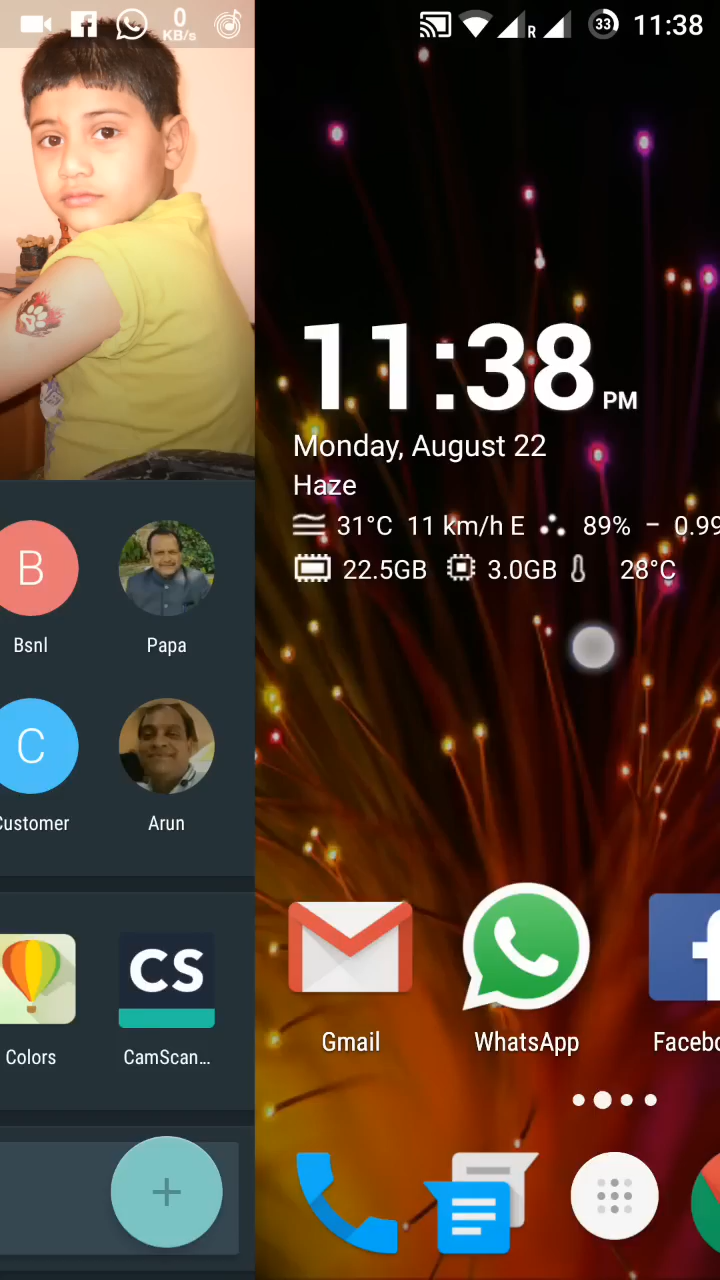 0
KB/s
R
33
11:38
11:38 PM
Monday, August 22
Haze
31°C 11 km/h E 89% – 0.99
22.5GB 3.0GB 28°C
B
Bsnl
Papa
C
Customer
Arun
CS
Colors
CamScan...
Gmail
WhatsApp
Facebo